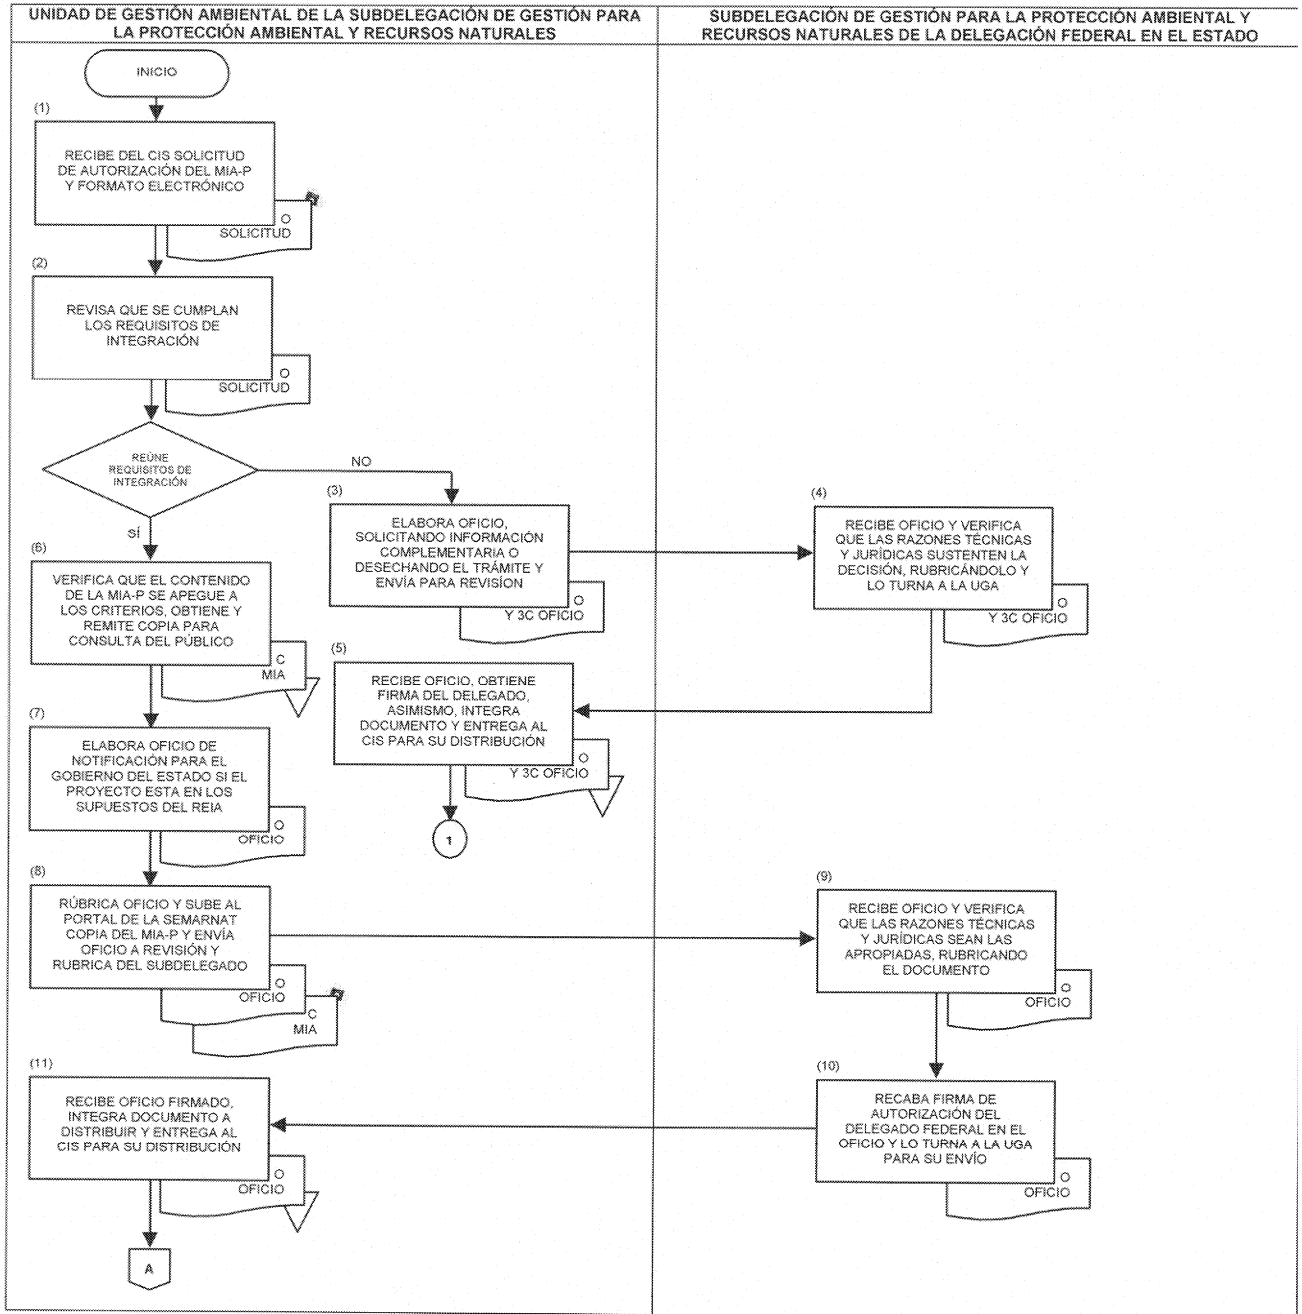 UNIDAD DE GESTIÓN AMBIENTAL DE LA SUBDELEGACIÓN DE GESTIÓN PARA
LA PROTECCIÓN AMBIENTAL Y RECURSOS NATURALES
SUBDELEGACIÓN DE GESTIÓN PARA LA PROTECCIÓN AMBIENTAL Y
RECURSOS NATURALES DE LA DELEGACIÓN FEDERAL EN EL ESTADO
INICIO
(1)
RECIBE DEL CIS SOLICITUD
DE AUTORIZACIÓN DEL MIA-P
Y FORMATO ELECTRÓNICO
O
SOLICITUD
(2)
REVISA QUE SE CUMPLAN
LOS REQUISITOS DE
INTEGRACIÓN
O
SOLICITUD
REÚNE
REQUISITOS DE
INTEGRACIÓN
NO
SÍ
(3)
ELABORA OFICIO,
SOLICITANDO INFORMACIÓN
COMPLEMENTARIA O
DESECHANDO EL TRÁMITE Y
ENVÍA PARA REVISÍON
O
Y 3C OFICIO
(4)
RECIBE OFICIO Y VERIFICA
QUE LAS RAZONES TÉCNICAS
Y JURÍDICAS SUSTENTEN LA
DECISIÓN, RUBRICÁNDOLO Y
LO TURNA A LA UGA
O
Y 3C OFICIO
(6)
VERIFICA QUE EL CONTENIDO
DE LA MIA-P SE APEGUE A
LOS CRITERIOS, OBTIENE Y
REMITE COPIA PARA
CONSULTA DEL PÚBLICO
C
MIA
(5)
RECIBE OFICIO, OBTIENE
FIRMA DEL DELEGADO,
ASIMISMO, INTEGRA
DOCUMENTO Y ENTREGA AL
CIS PARA SU DISTRIBUCIÓN
O
Y 3C OFICIO
1
(7)
ELABORA OFICIO DE
NOTIFICACIÓN PARA EL
GOBIERNO DEL ESTADO SI EL
PROYECTO ESTA EN LOS
SUPUESTOS DEL REIA
O
OFICIO
(8)
RÚBRICA OFICIO Y SUBE AL
PORTAL DE LA SEMARNAT
COPIA DEL MIA-P Y ENVÍA
OFICIO A REVISIÓN Y
RUBRICA DEL SUBDELEGADO
O
OFICIO
C
MIA
(9)
RECIBE OFICIO Y VERIFICA
QUE LAS RAZONES TÉCNICAS
Y JURÍDICAS SEAN LAS
APROPIADAS, RUBRICANDO
EL DOCUMENTO
O
OFICIO
(10)
RECABA FIRMA DE
AUTORIZACIÓN DEL
DELEGADO FEDERAL EN EL
OFICIO Y LO TURNA A LA UGA
PARA SU ENVÍO
O
OFICIO
(11)
RECIBE OFICIO FIRMADO,
INTEGRA DOCUMENTO A
DISTRIBUIR Y ENTREGA AL
CIS PARA SU DISTRIBUCIÓN
O
OFICIO
A